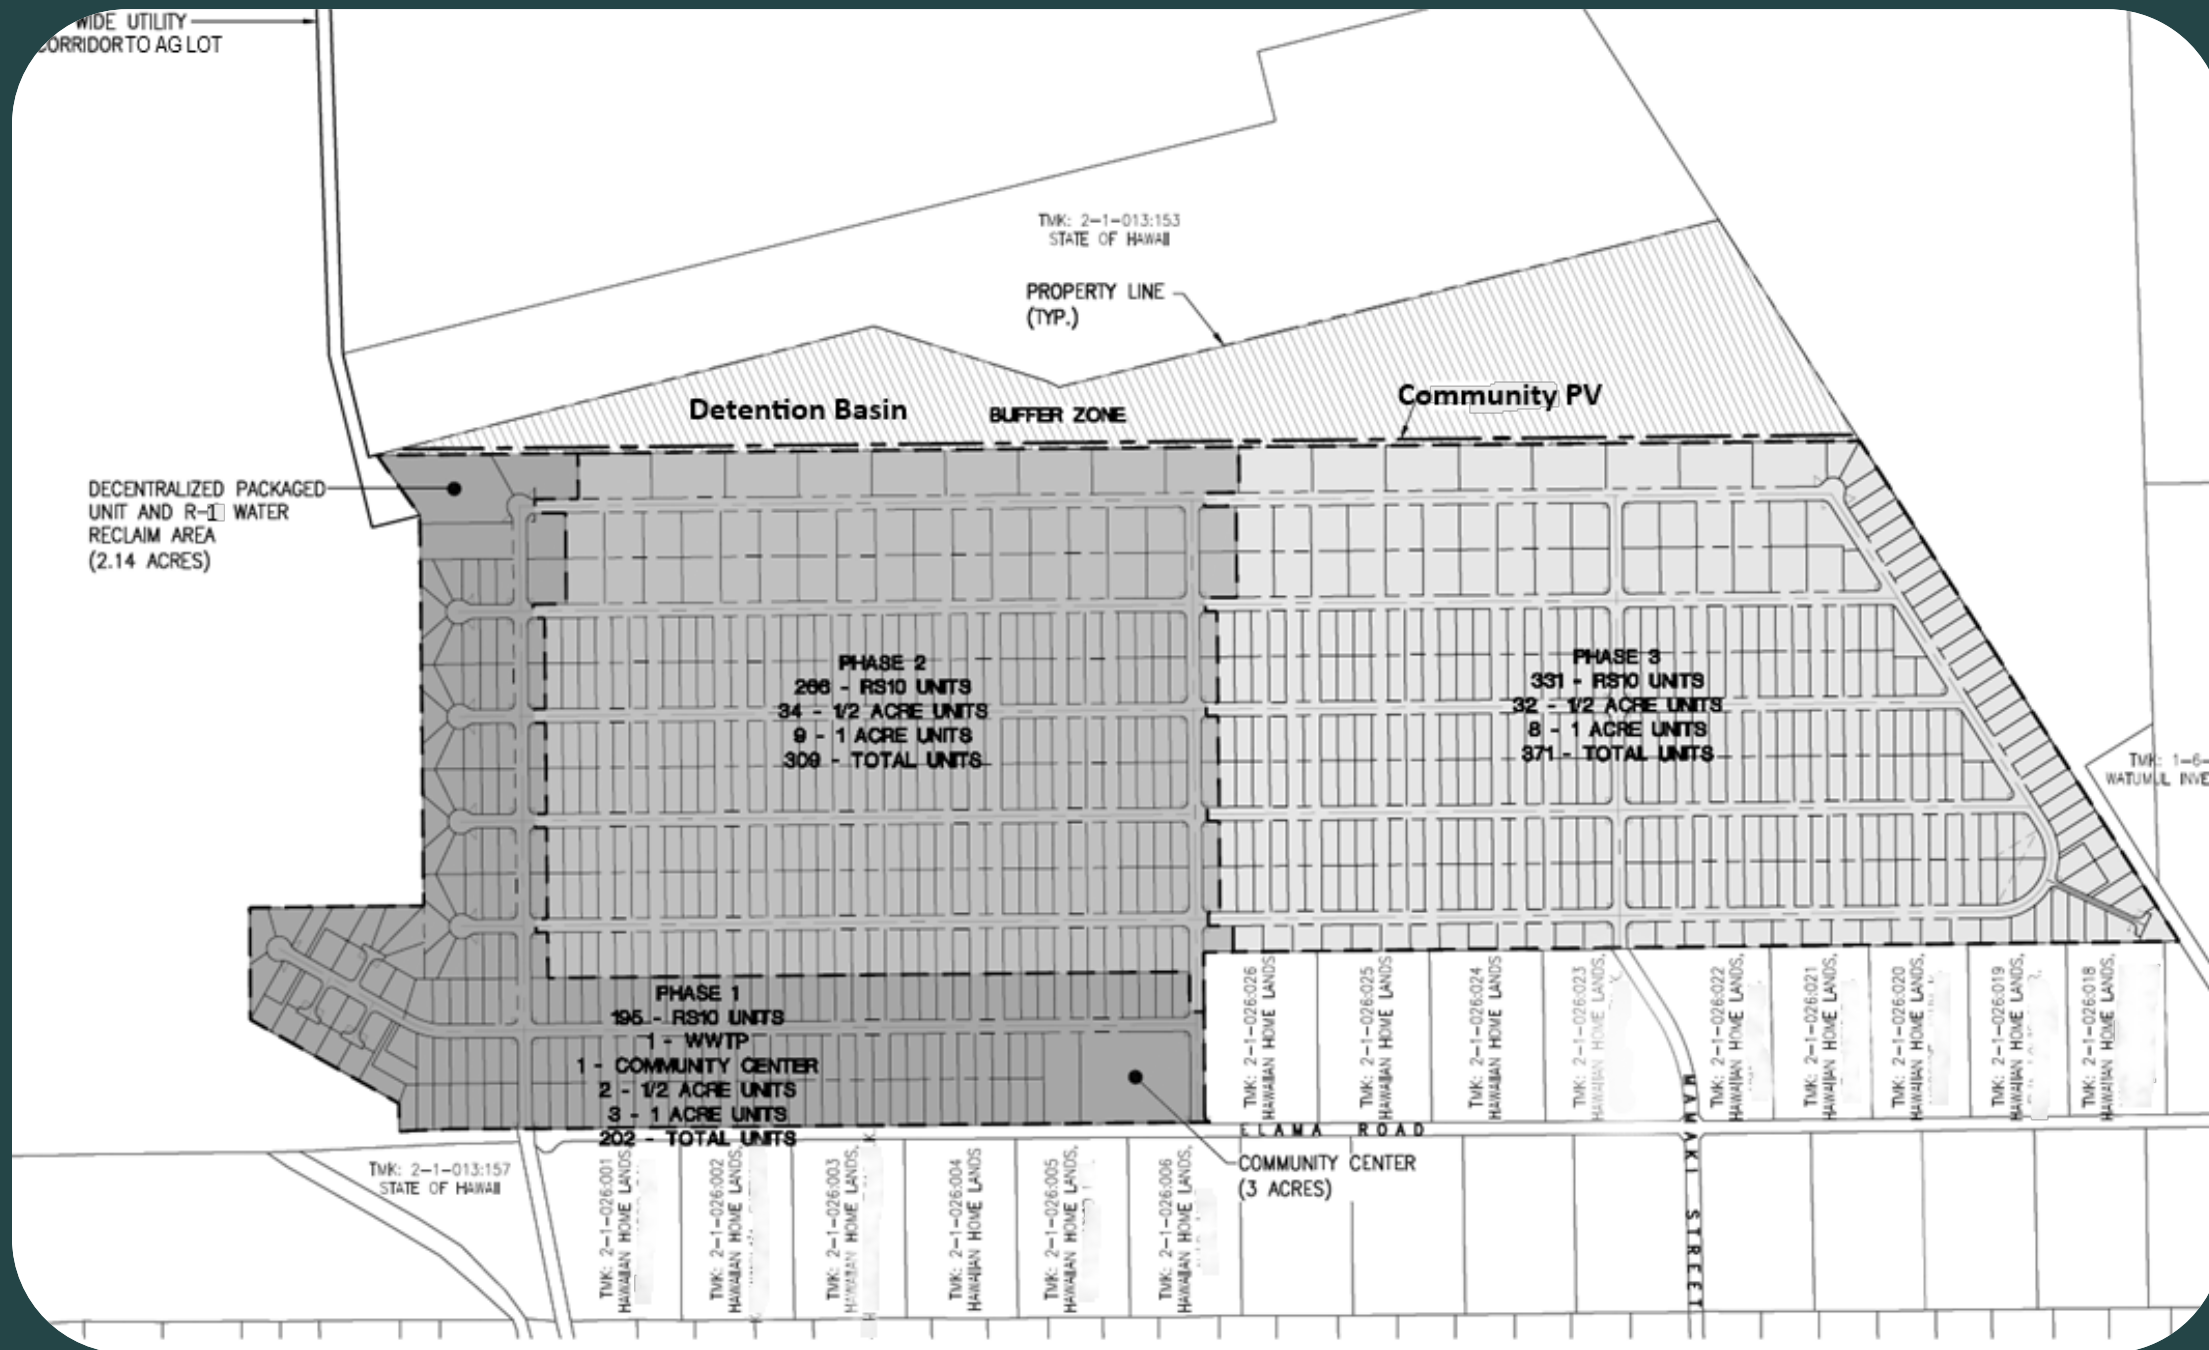 WIDE UTILITY
CORRIDOR TO AG LOT
TMK: 2-1-013:153
STATE OF HAWAII
PROPERTY LINE
(TYP.)
Detention Basin
BUFFER ZONE
Community PV
DECENTRALIZED PACKAGED
UNIT AND R-1 WATER
RECLAIM AREA
(2.14 ACRES)
PHASE 2
266 - RS10 UNITS
34 - 1/2 ACRE UNITS
9 - 1 ACRE UNITS
309 - TOTAL UNITS
PHASE 3
331 - RS10 UNITS
32 - 1/2 ACRE UNITS
8 - 1 ACRE UNITS
371 - TOTAL UNITS
TMK: 1-6-
WATUMUL INVE
PHASE 1
195 - RS10 UNITS
1 - WWTP
1 - COMMUNITY CENTER
2 - 1/2 ACRE UNITS
3 - 1 ACRE UNITS
202 - TOTAL UNITS
TMK: 2-1-026:026
HAWAIIAN HOME LANDS
TMK: 2-1-026:025
HAWAIIAN HOME LANDS
TMK: 2-1-026:024
HAWAIIAN HOME LANDS
TMK: 2-1-026:023
HAWAIIAN HOME LANDS,
TMK: 2-1-026:022
HAWAIIAN HOME LANDS,
TMK: 2-1-026:021
HAWAIIAN HOME LANDS,
TMK: 2-1-026:020
HAWAIIAN HOME LANDS,
TMK: 2-1-026:019
HAWAIIAN HOME LANDS,
TMK: 2-1-026:018
HAWAIIAN HOME LANDS,
ELAMA ROAD
MAMAKI STREET
COMMUNITY CENTER
(3 ACRES)
TMK: 2-1-013:157
STATE OF HAWAII
TMK: 2-1-026:001
HAWAIIAN HOME LANDS,
TMK: 2-1-026:002
HAWAIIAN HOME LANDS,
TMK: 2-1-026:003
HAWAIIAN HOME LANDS,
TMK: 2-1-026:004
HAWAIIAN HOME LANDS
TMK: 2-1-026:005
HAWAIIAN HOME LANDS,
TMK: 2-1-026:006
HAWAIIAN HOME LANDS,